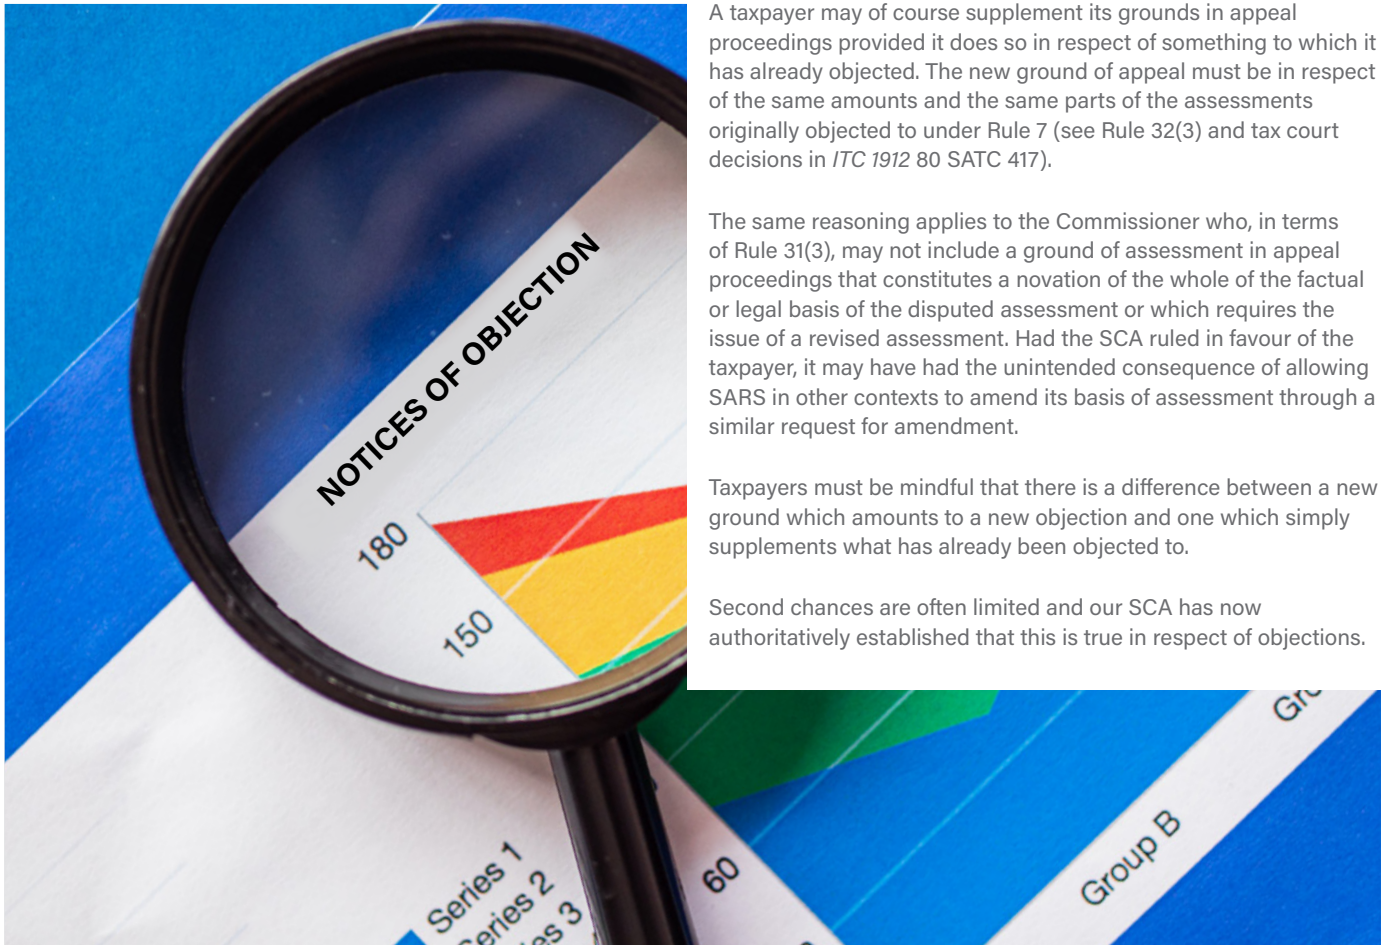 A taxpayer may of course supplement its grounds in appeal
proceedings provided it does so in respect of something to which it
has already objected. The new ground of appeal must be in respect
of the same amounts and the same parts of the assessments
originally objected to under Rule 7 (see Rule 32(3) and tax court
decisions in ITC 1912 80 SATC 417).
The same reasoning applies to the Commissioner who, in terms
of Rule 31(3), may not include a ground of assessment in appeal
proceedings that constitutes a novation of the whole of the factual
or legal basis of the disputed assessment or which requires the
issue of a revised assessment. Had the SCA ruled in favour of the
taxpayer, it may have had the unintended consequence of allowing
SARS in other contexts to amend its basis of assessment through a
similar request for amendment.
Taxpayers must be mindful that there is a difference between a new
ground which amounts to a new objection and one which simply
supplements what has already been objected to.
Second chances are often limited and our SCA has now
authoritatively established that this is true in respect of objections.
NOTICES OF OBJECTION
180
150
60
Group B
Series 1